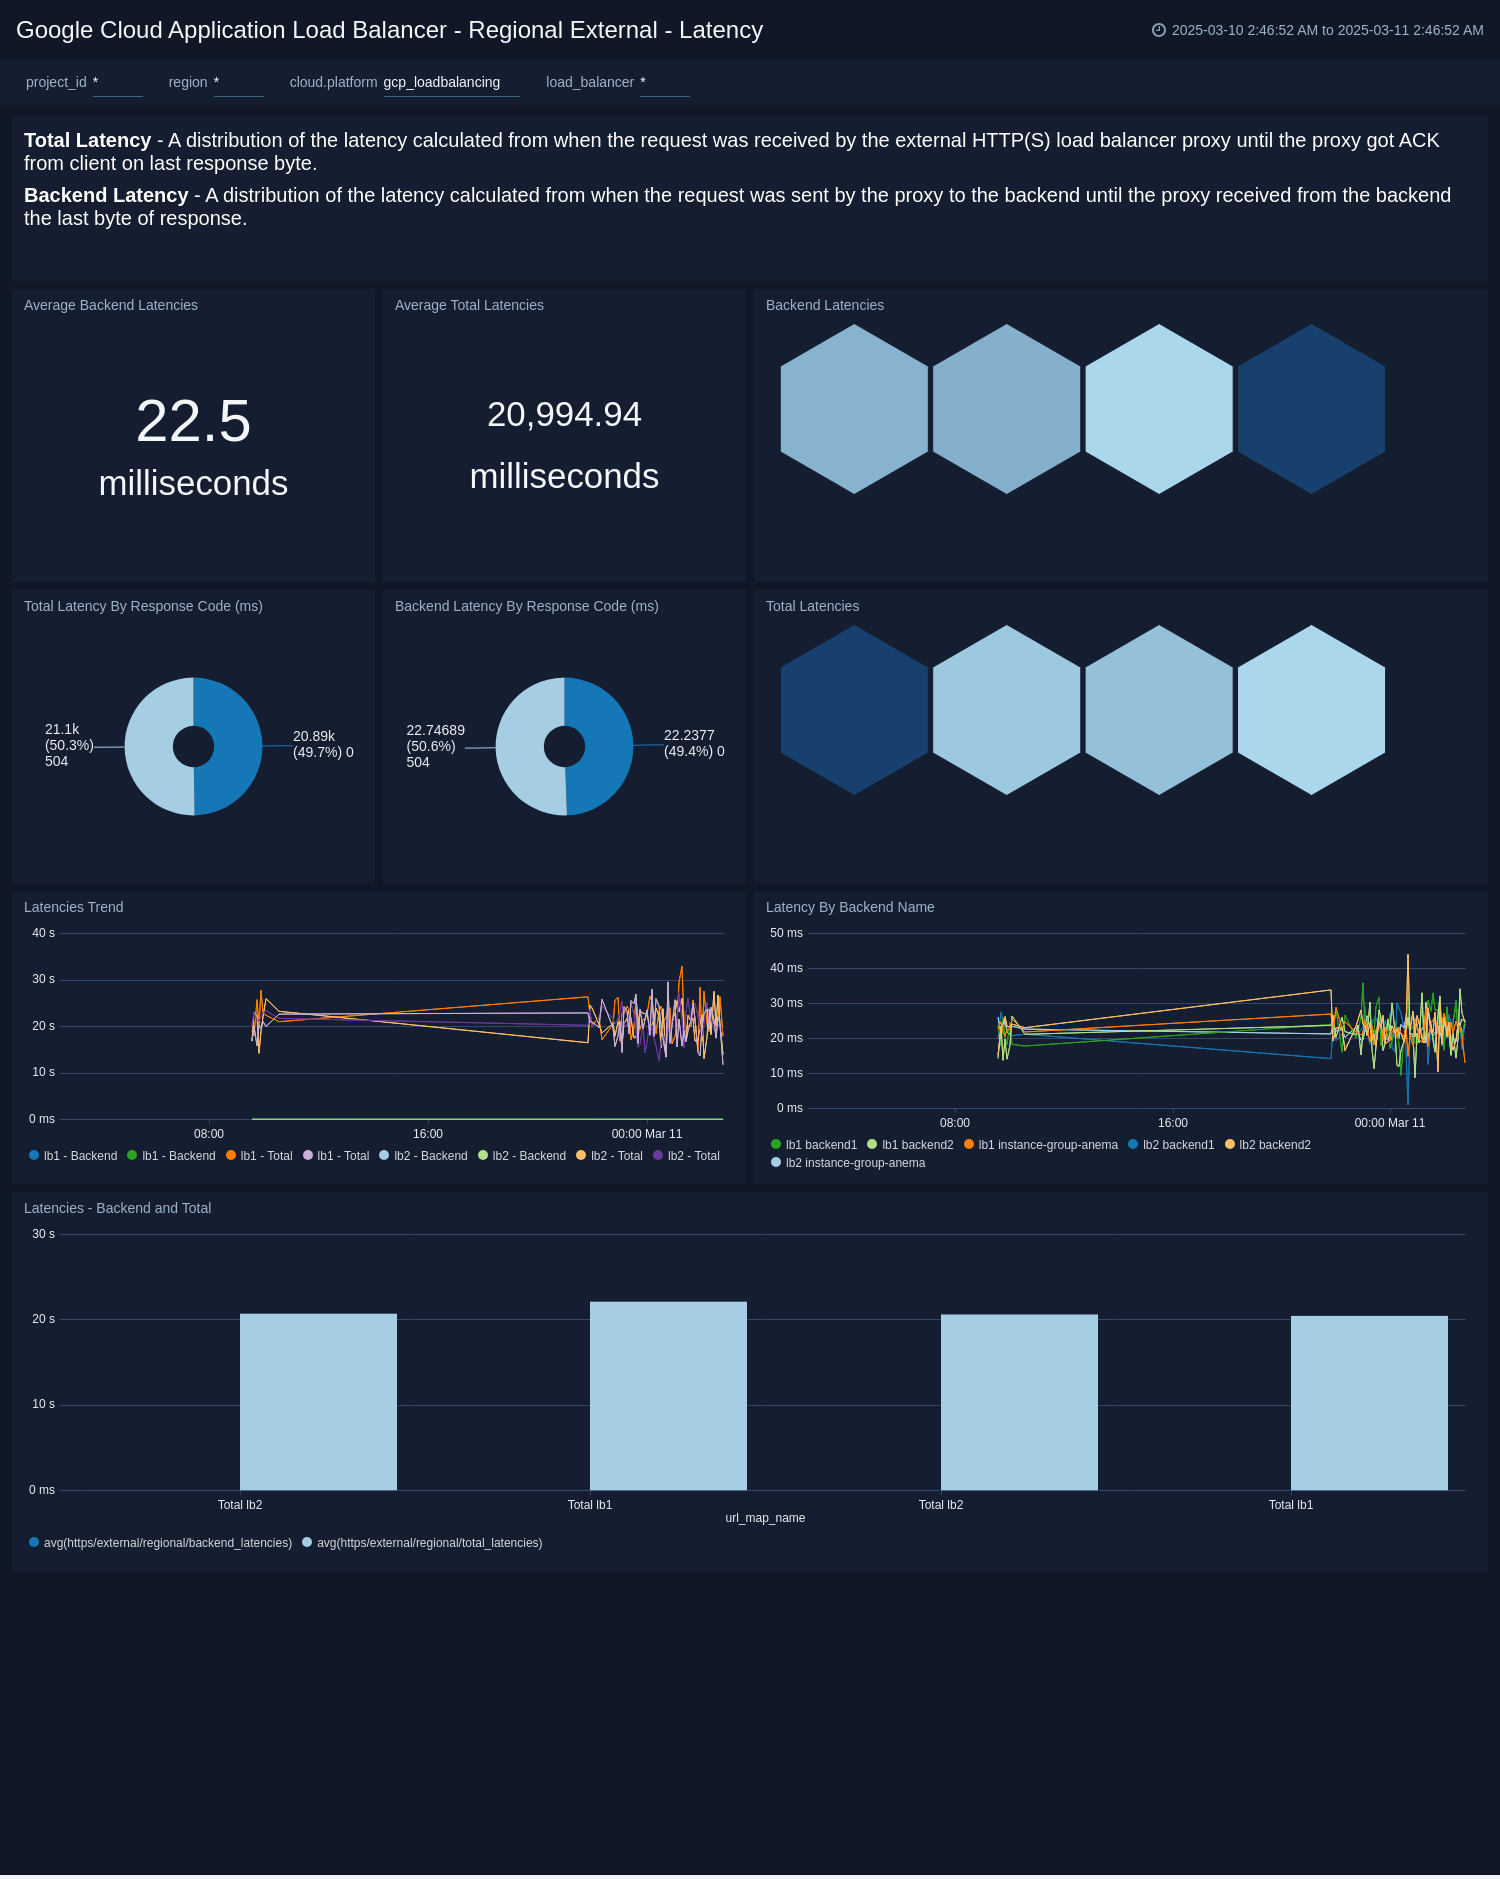 Google Cloud Application Load Balancer - Regional External - Latency
2025-03-10 2:46:52 AM to 2025-03-11 2:46:52 AM
project_id * region * cloud.platform gcp_loadbalancing load_balancer *
Total Latency - A distribution of the latency calculated from when the request was received by the external HTTP(S) load balancer proxy until the proxy got ACK
from client on last response byte.
Backend Latency - A distribution of the latency calculated from when the request was sent by the proxy to the backend until the proxy received from the backend
the last byte of response.
Average Backend Latencies
22.5
milliseconds
Average Total Latencies
20,994.94
milliseconds
Backend Latencies
Total Latency By Response Code (ms)
21.1k
(50.3%)
504
20.89k
(49.7%) 0
Backend Latency By Response Code (ms)
22.74689
(50.6%)
504
22.2377
(49.4%) 0
Total Latencies
Latencies Trend
40 s
30 s
20 s
10 s
0 ms
08:00 16:00 00:00 Mar 11
lb1 - Backend lb1 - Backend lb1 - Total lb1 - Total lb2 - Backend lb2 - Backend lb2 - Total lb2 - Total
Latency By Backend Name
50 ms
40 ms
30 ms
20 ms
10 ms
0 ms
08:00 16:00 00:00 Mar 11
lb1 backend1 lb1 backend2 lb1 instance-group-anema lb2 backend1 lb2 backend2
lb2 instance-group-anema
Latencies - Backend and Total
30 s
20 s
10 s
0 ms
Total lb2 Total lb1 Total lb2 Total lb1
url_map_name
avg(https/external/regional/backend_latencies) avg(https/external/regional/total_latencies)